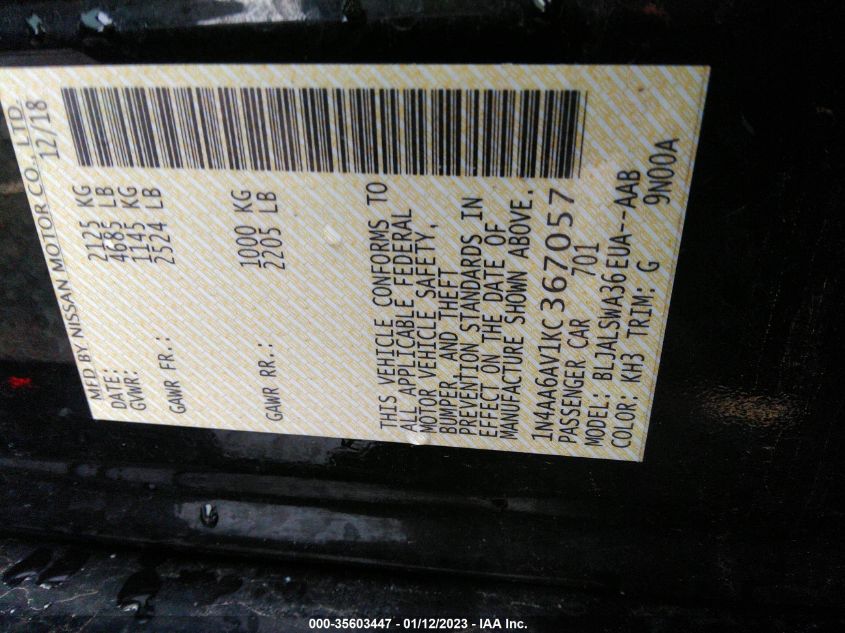 MFD BY NISSAN MOTOR CO., LTD.
DATE: 12/18
GVWR: 2125 KG
4685 LB
GAWR FR.: 1145 KG
2524 LB
GAWR RR.: 1000 KG
2205 LB
THIS VEHICLE CONFORMS TO
ALL APPLICABLE FEDERAL
MOTOR VEHICLE SAFETY,
BUMPER AND THEFT
PREVENTION STANDARDS IN
EFFECT ON THE DATE OF
MANUFACTURE SHOWN ABOVE.
1N4AA6AV1KC367057
PASSENGER CAR 701
MODEL: BLJALSWA36EUA--AAB
COLOR: KH3 TRIM: G 9N00A
000-35603447 - 01/12/2023 - IAA Inc.